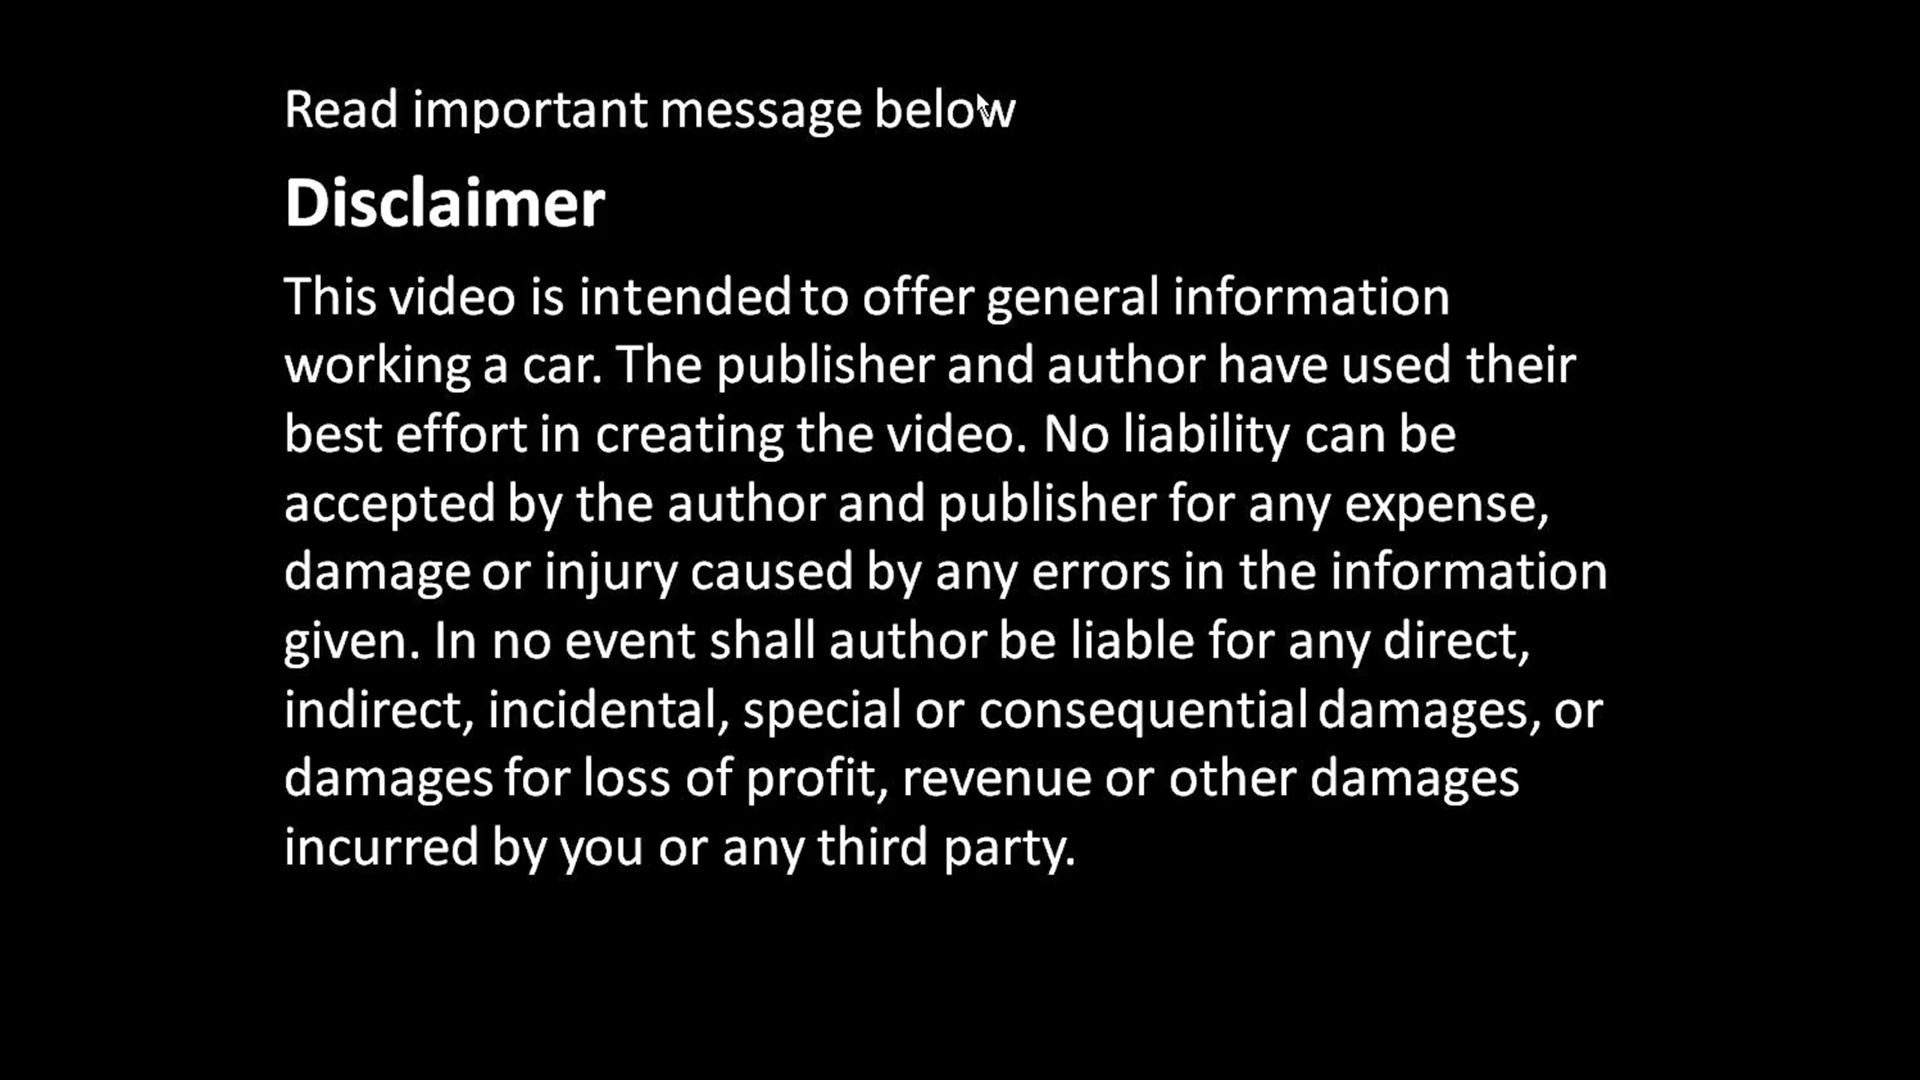 Read important message below
Disclaimer
This video is intended to offer general information
working a car. The publisher and author have used their
best effort in creating the video. No liability can be
accepted by the author and publisher for any expense,
damage or injury caused by any errors in the information
given. In no event shall author be liable for any direct,
indirect, incidental, special or consequential damages, or
damages for loss of profit, revenue or other damages
incurred by you or any third party.